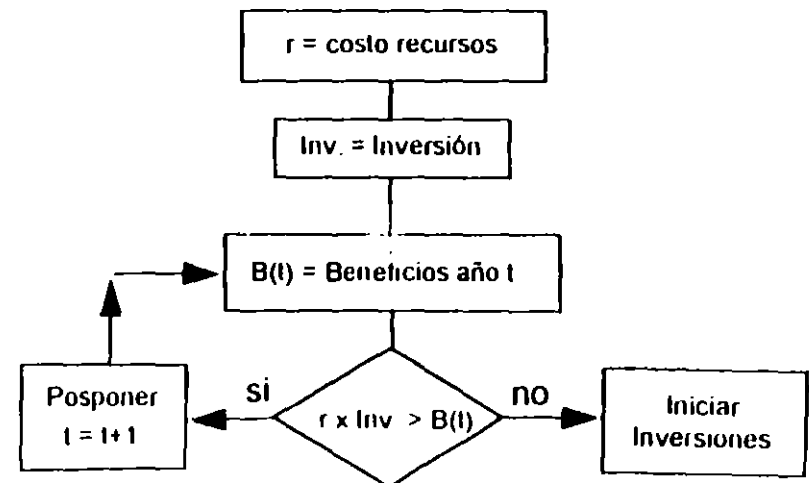 r = costo recursos
Inv. = Inversión
B(t) = Beneficios año t
Posponer
t = t+1
si
r x Inv > B(t)
no
Iniciar
Inversiones